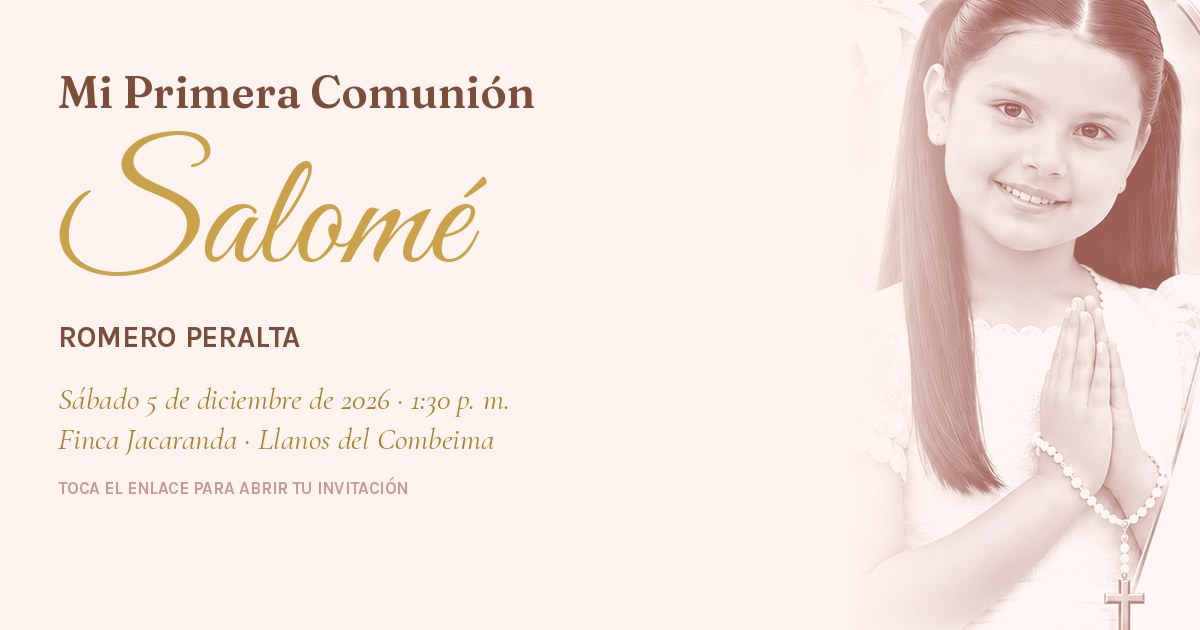 Mi Primera Comunión
Salomé
ROMERO PERALTA
Sábado 5 de diciembre de 2026 · 1:30 p. m.
Finca Jacaranda · Llanos del Combeima
TOCA EL ENLACE PARA ABRIR TU INVITACIÓN